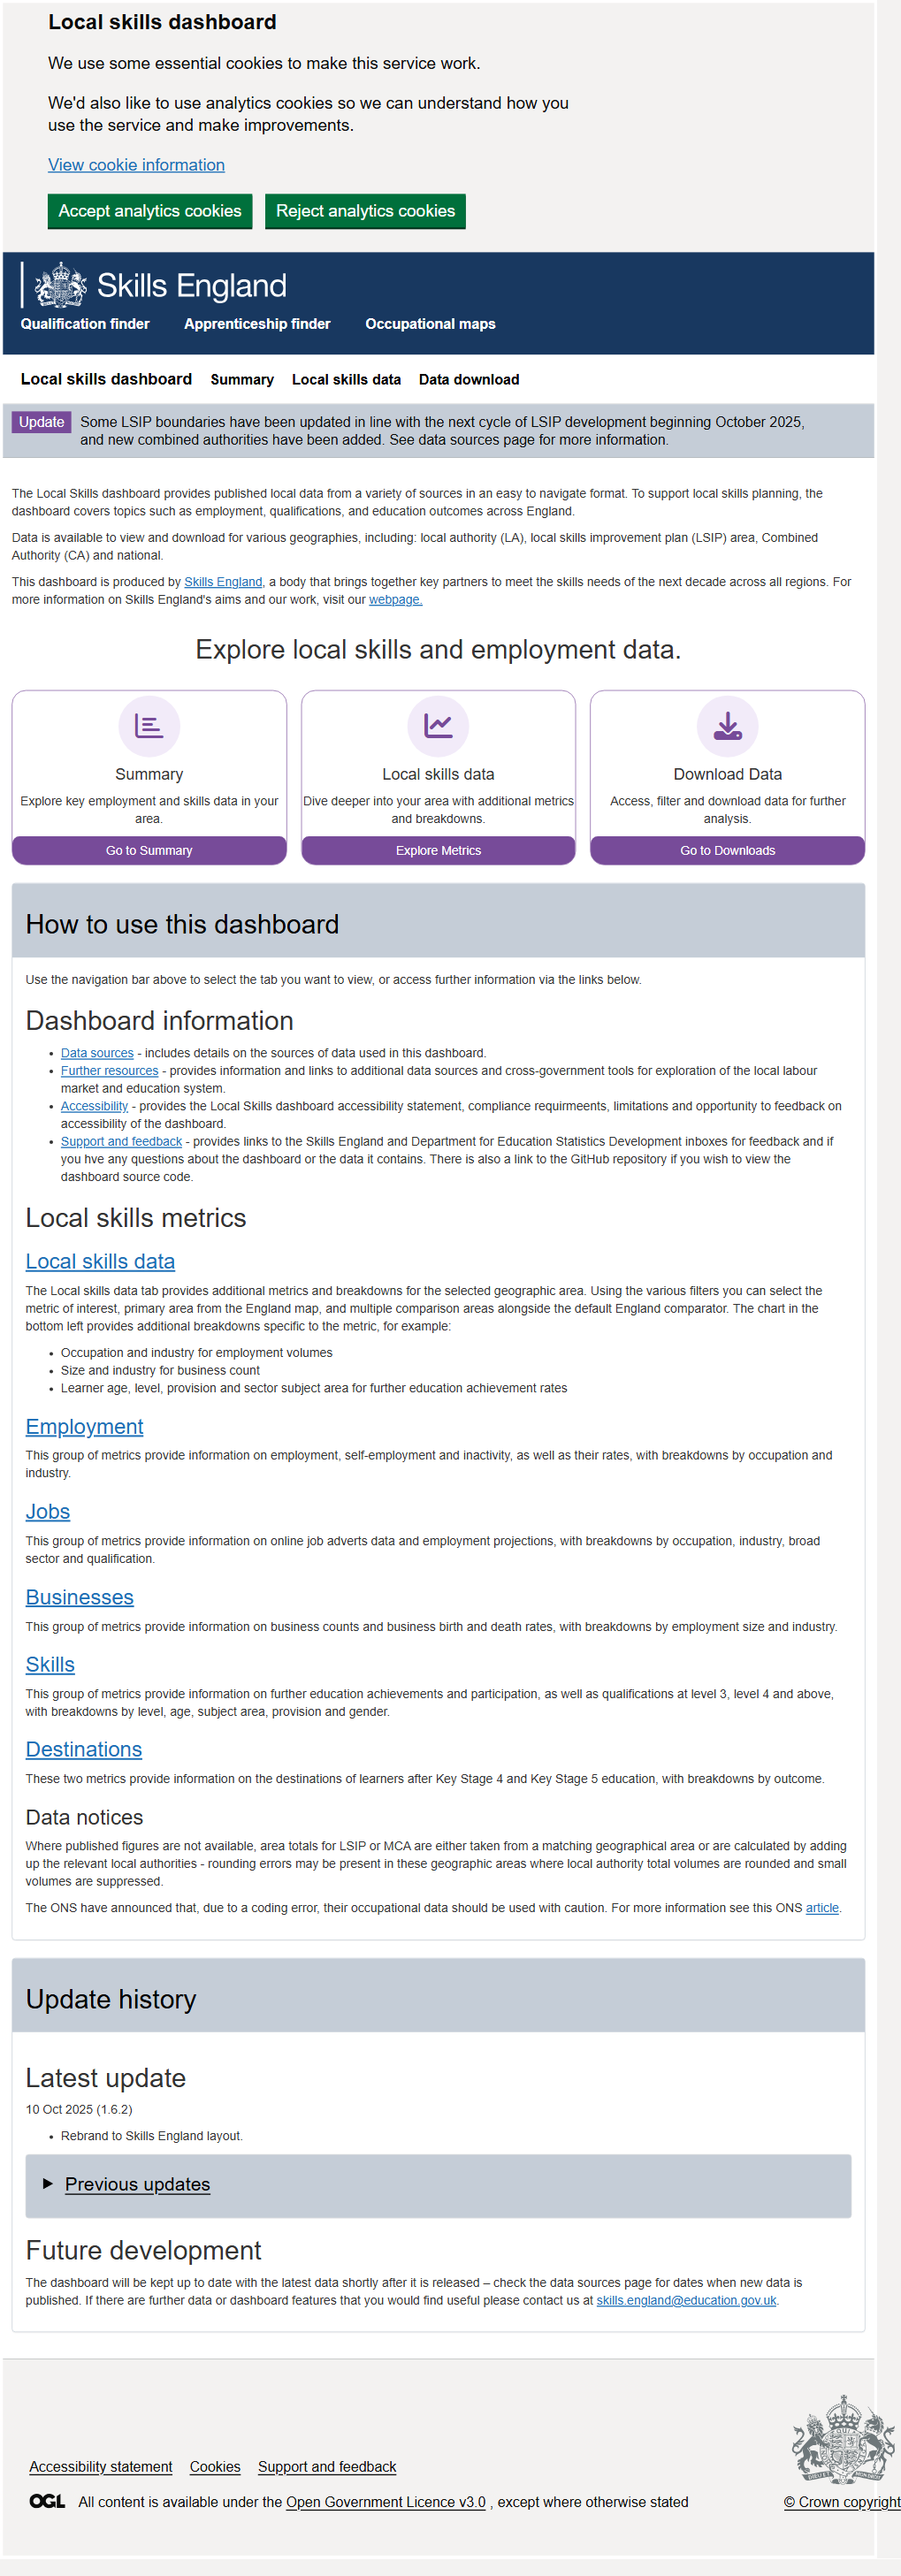 Local skills dashboard
We use some essential cookies to make this service work.
We'd also like to use analytics cookies so we can understand how you
use the service and make improvements.
View cookie information
Accept analytics cookies Reject analytics cookies
Skills England
Qualification finder Apprenticeship finder Occupational maps
Local skills dashboard Summary Local skills data Data download
Update Some LSIP boundaries have been updated in line with the next cycle of LSIP development beginning October 2025,
and new combined authorities have been added. See data sources page for more information.
The Local Skills dashboard provides published local data from a variety of sources in an easy to navigate format. To support local skills planning, the
dashboard covers topics such as employment, qualifications, and education outcomes across England.
Data is available to view and download for various geographies, including: local authority (LA), local skills improvement plan (LSIP) area, Combined
Authority (CA) and national.
This dashboard is produced by Skills England, a body that brings together key partners to meet the skills needs of the next decade across all regions. For
more information on Skills England's aims and our work, visit our webpage.
Explore local skills and employment data.
Summary
Explore key employment and skills data in your
area.
Go to Summary
Local skills data
Dive deeper into your area with additional metrics
and breakdowns.
Explore Metrics
Download Data
Access, filter and download data for further
analysis.
Go to Downloads
How to use this dashboard
Use the navigation bar above to select the tab you want to view, or access further information via the links below.
Dashboard information
• Data sources - includes details on the sources of data used in this dashboard.
• Further resources - provides information and links to additional data sources and cross-government tools for exploration of the local labour
market and education system.
• Accessibility - provides the Local Skills dashboard accessibility statement, compliance requirments, limitations and opportunity to feedback on
accessibility of the dashboard.
• Support and feedback - provides links to the Skills England and Department for Education Statistics Development inboxes for feedback and if
you hve any questions about the dashboard or the data it contains. There is also a link to the GitHub repository if you wish to view the
dashboard source code.
Local skills metrics
Local skills data
The Local skills data tab provides additional metrics and breakdowns for the selected geographic area. Using the various filters you can select the
metric of interest, primary area from the England map, and multiple comparison areas alongside the default England comparator. The chart in the
bottom left provides additional breakdowns specific to the metric, for example:
• Occupation and industry for employment volumes
• Size and industry for business count
• Learner age, level, provision and sector subject area for further education achievement rates
Employment
This group of metrics provide information on employment, self-employment and inactivity, as well as their rates, with breakdowns by occupation and
industry.
Jobs
This group of metrics provide information on online job adverts data and employment projections, with breakdowns by occupation, industry, broad
sector and qualification.
Businesses
This group of metrics provide information on business counts and business birth and death rates, with breakdowns by employment size and industry.
Skills
This group of metrics provide information on further education achievements and participation, as well as qualifications at level 3, level 4 and above,
with breakdowns by level, age, subject area, provision and gender.
Destinations
These two metrics provide information on the destinations of learners after Key Stage 4 and Key Stage 5 education, with breakdowns by outcome.
Data notices
Where published figures are not available, area totals for LSIP or MCA are either taken from a matching geographical area or are calculated by adding
up the relevant local authorities - rounding errors may be present in these geographic areas where local authority total volumes are rounded and small
volumes are suppressed.
The ONS have announced that, due to a coding error, their occupational data should be used with caution. For more information see this ONS article.
Update history
Latest update
10 Oct 2025 (1.6.2)
• Rebrand to Skills England layout.
Previous updates
Future development
The dashboard will be kept up to date with the latest data shortly after it is released – check the data sources page for dates when new data is
published. If there are further data or dashboard features that you would find useful please contact us at skills.england@education.gov.uk.
Accessibility statement Cookies Support and feedback
OGL All content is available under the Open Government Licence v3.0 , except where otherwise stated
© Crown copyright